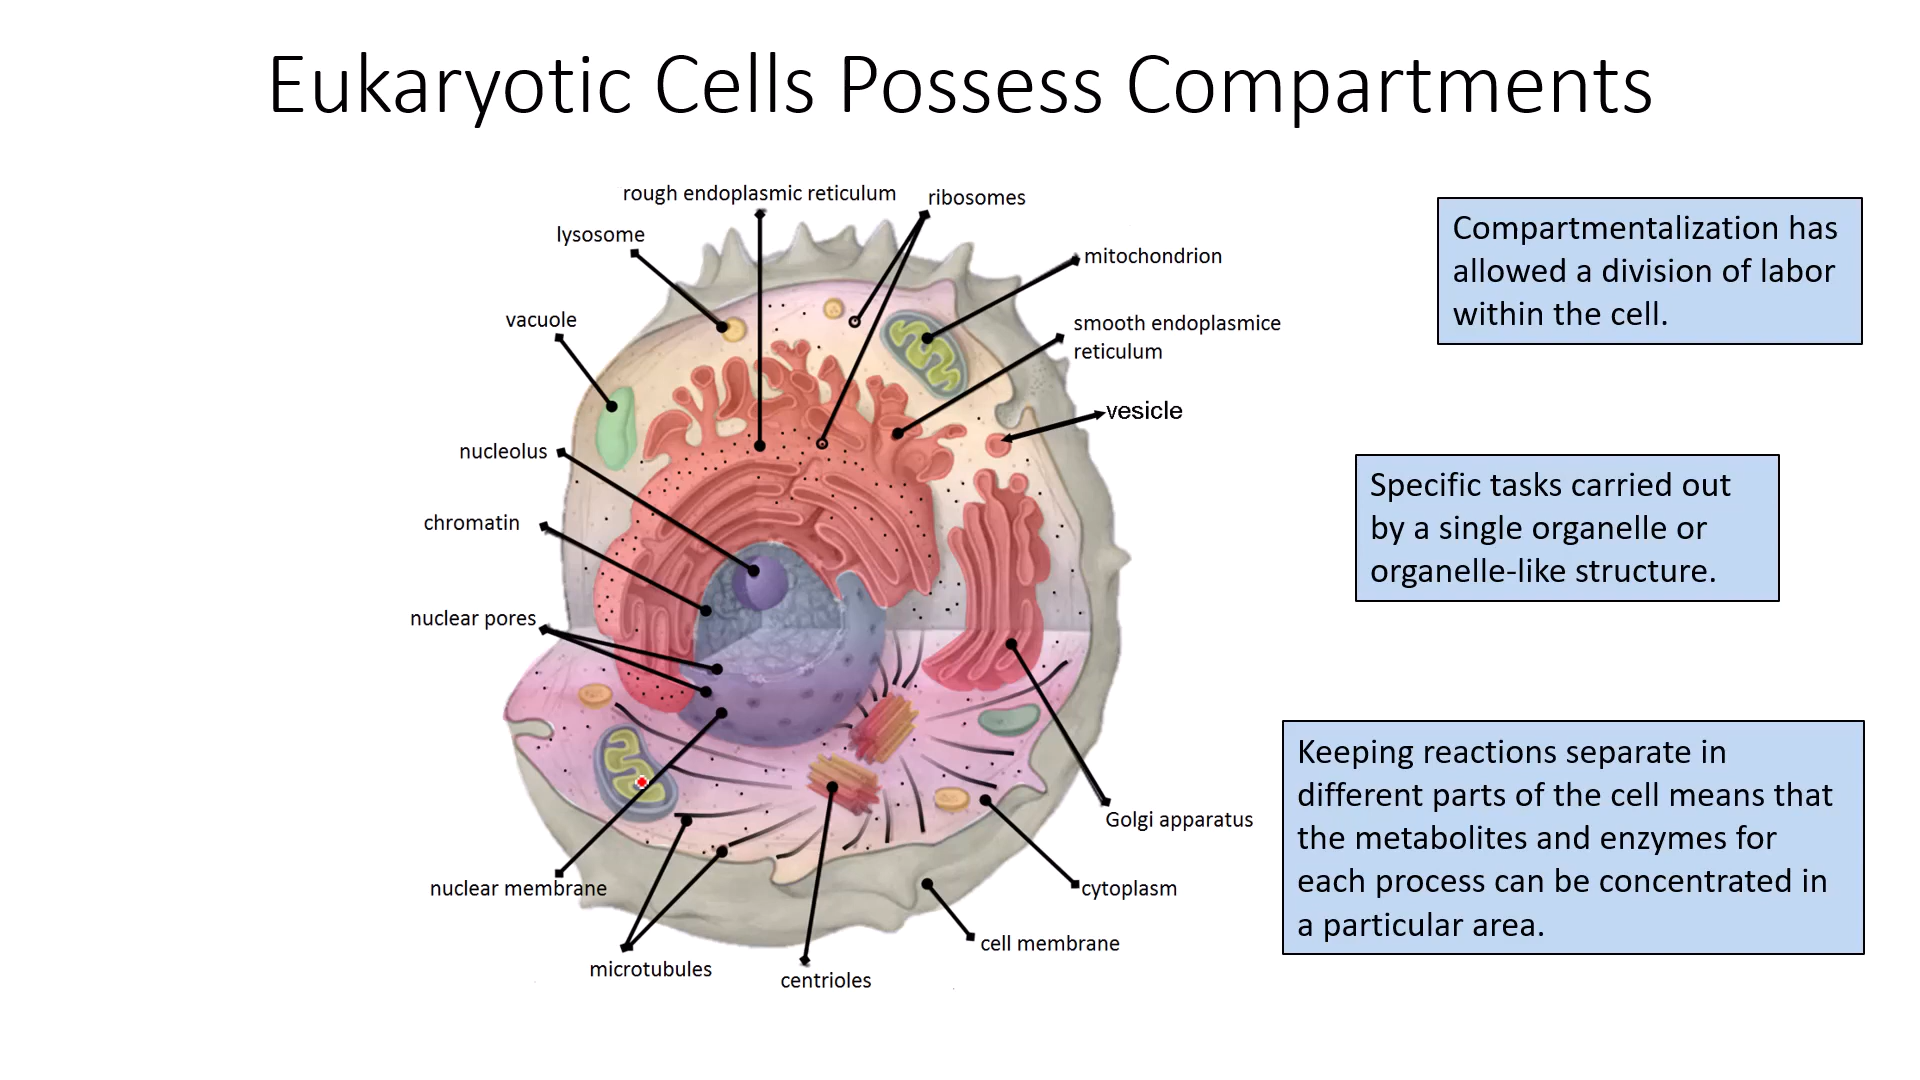 Eukaryotic Cells Possess Compartments
rough endoplasmic reticulum
ribosomes
lysosome
mitochondrion
vacuole
smooth endoplasmice
reticulum
vesicle
nucleolus
chromatin
nuclear pores
Golgi apparatus
nuclear membrane
cytoplasm
cell membrane
microtubules
centrioles
Compartmentalization has
allowed a division of labor
within the cell.
Specific tasks carried out
by a single organelle or
organelle-like structure.
Keeping reactions separate in
different parts of the cell means that
the metabolites and enzymes for
each process can be concentrated in
a particular area.